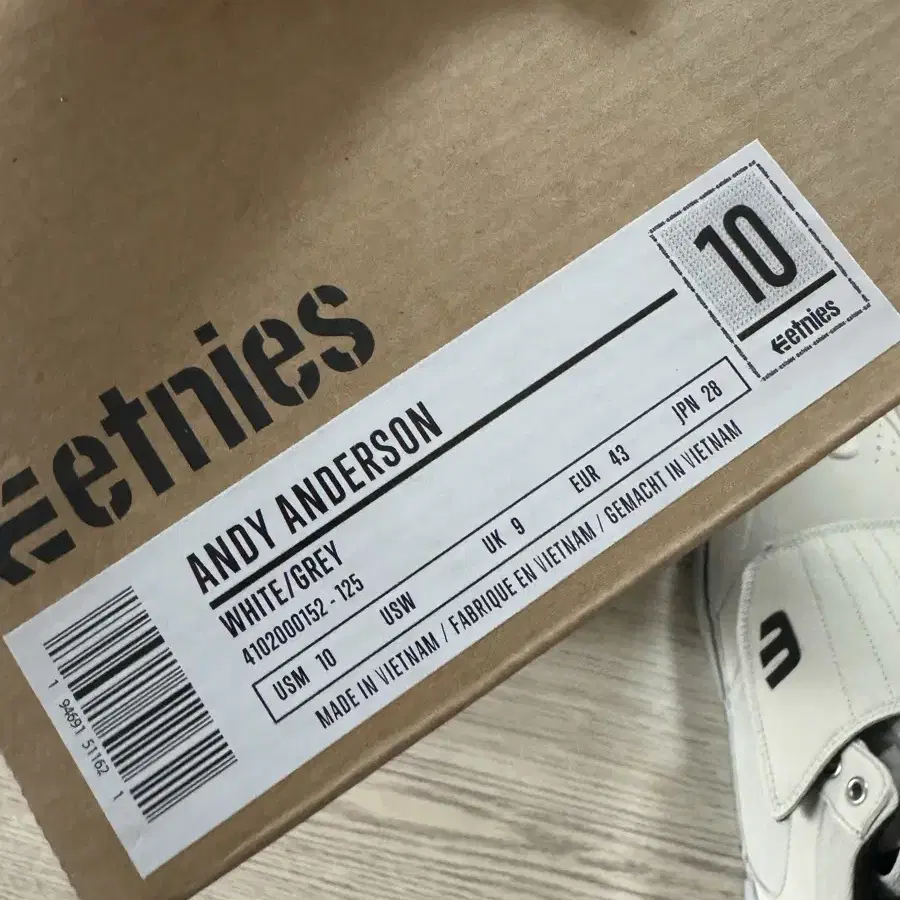 etnies
10
etnies
ANDY ANDERSON
WHITE/GREY
4102000152 - 125
USM 10 USW UK 9 EUR 43 JPN 28
MADE IN VIETNAM / FABRIQUE EN VIETNAM / GEMACHT IN VIETNAM
1 94691 51162 1